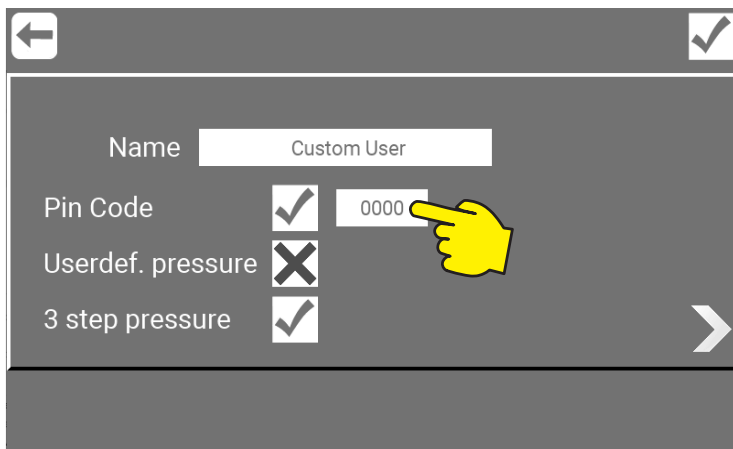 Name Custom User
Pin Code 0000
Userdef. pressure
3 step pressure